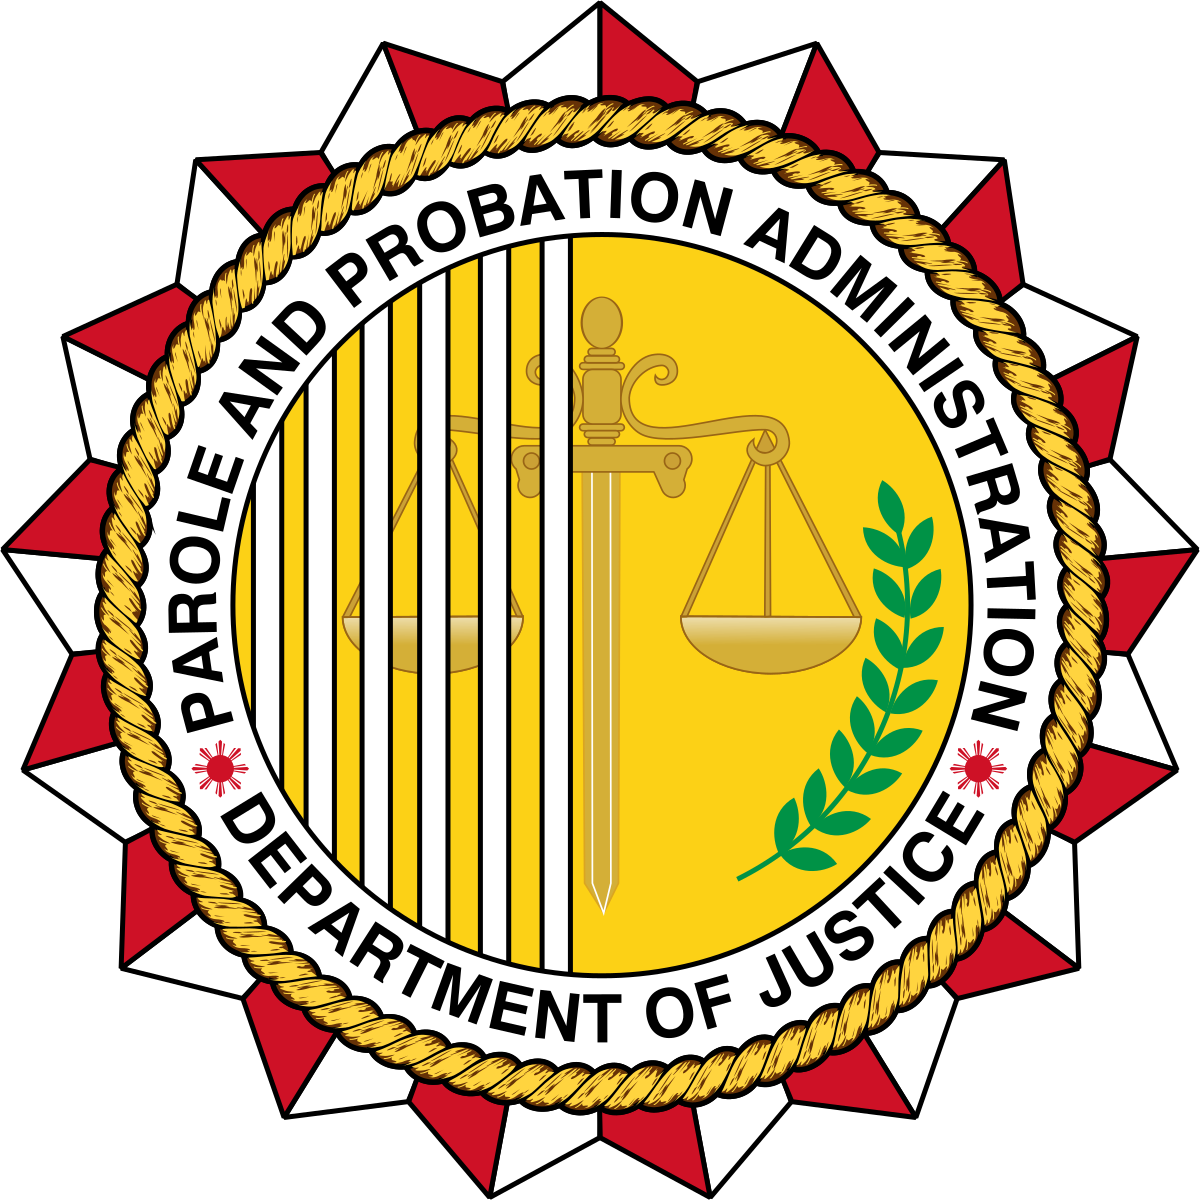 PAROLE AND PROBATION ADMINISTRATION
DEPARTMENT OF JUSTICE